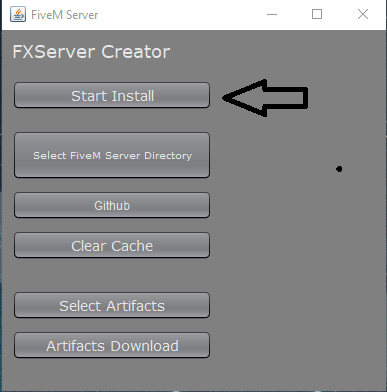 FiveM Server
FXServer Creator
Start Install
Select FiveM Server Directory
Github
Clear Cache
Select Artifacts
Artifacts Download